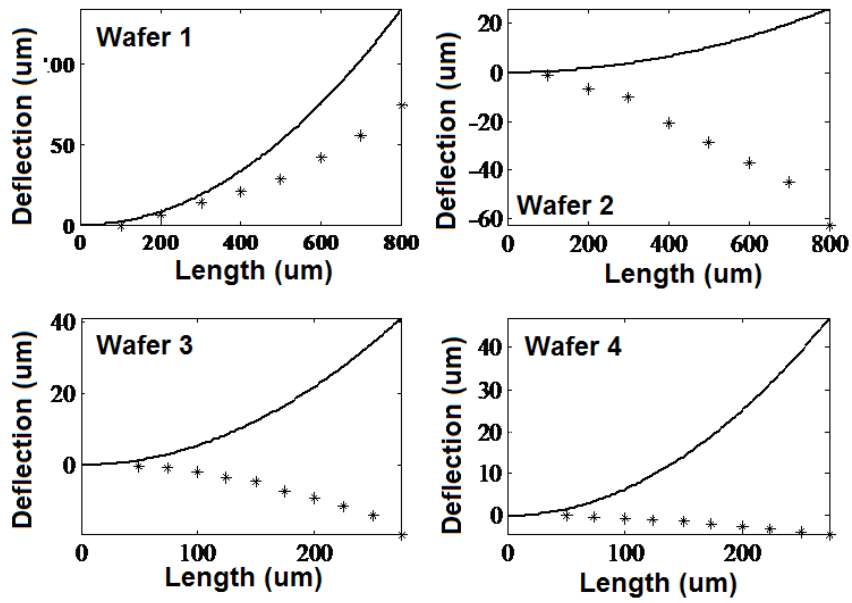 Wafer 1
Deflection (um)
100
50
0
0 200 400 600 800
Length (um)
Wafer 2
Deflection (um)
20
0
-20
-40
-60
0 200 400 600 800
Length (um)
Wafer 3
Deflection (um)
40
20
0
0 100 200
Length (um)
Wafer 4
Deflection (um)
40
30
20
10
0
0 100 200
Length (um)